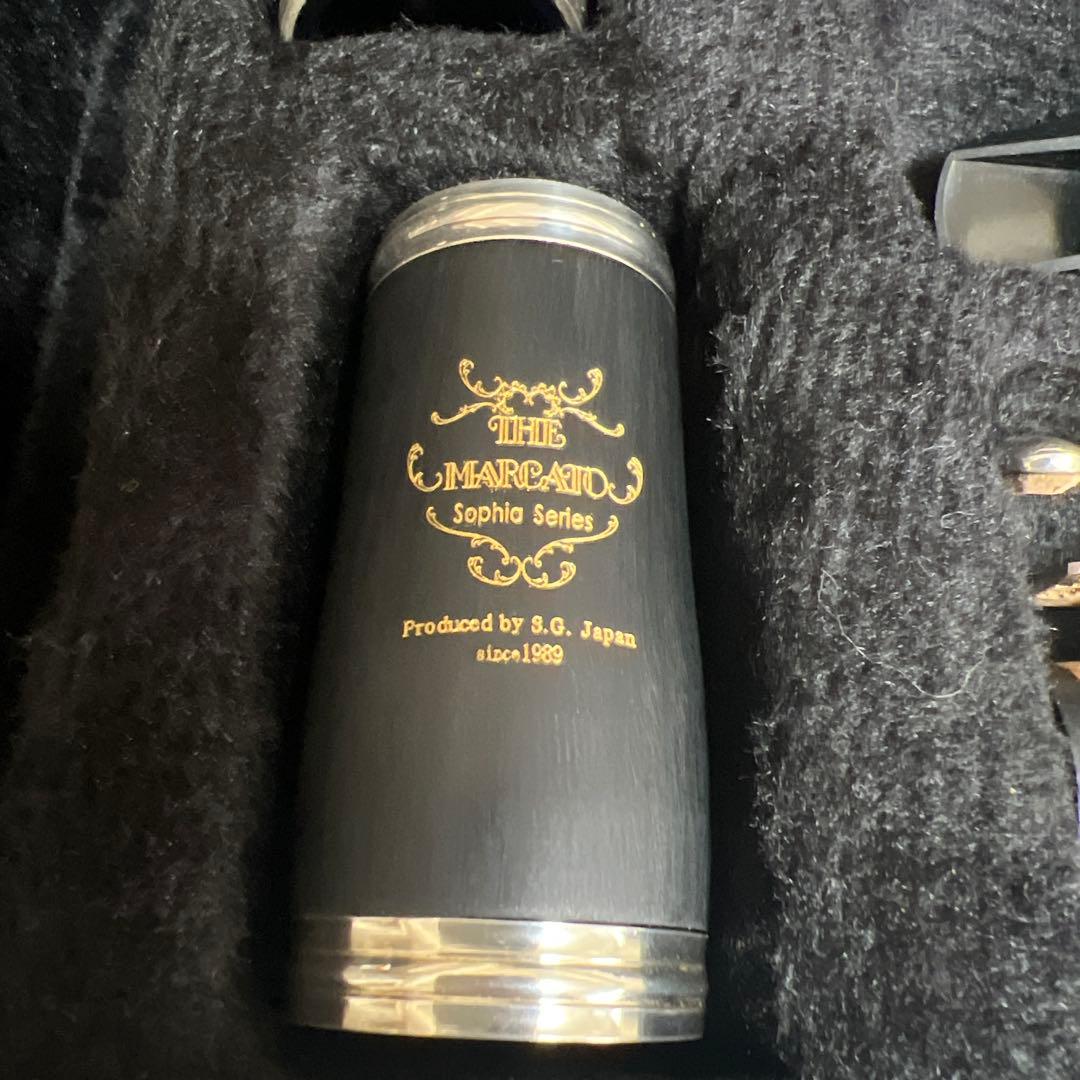 THE
MARCATO
Sophia Series
Produced by S.G. Japan
since1989